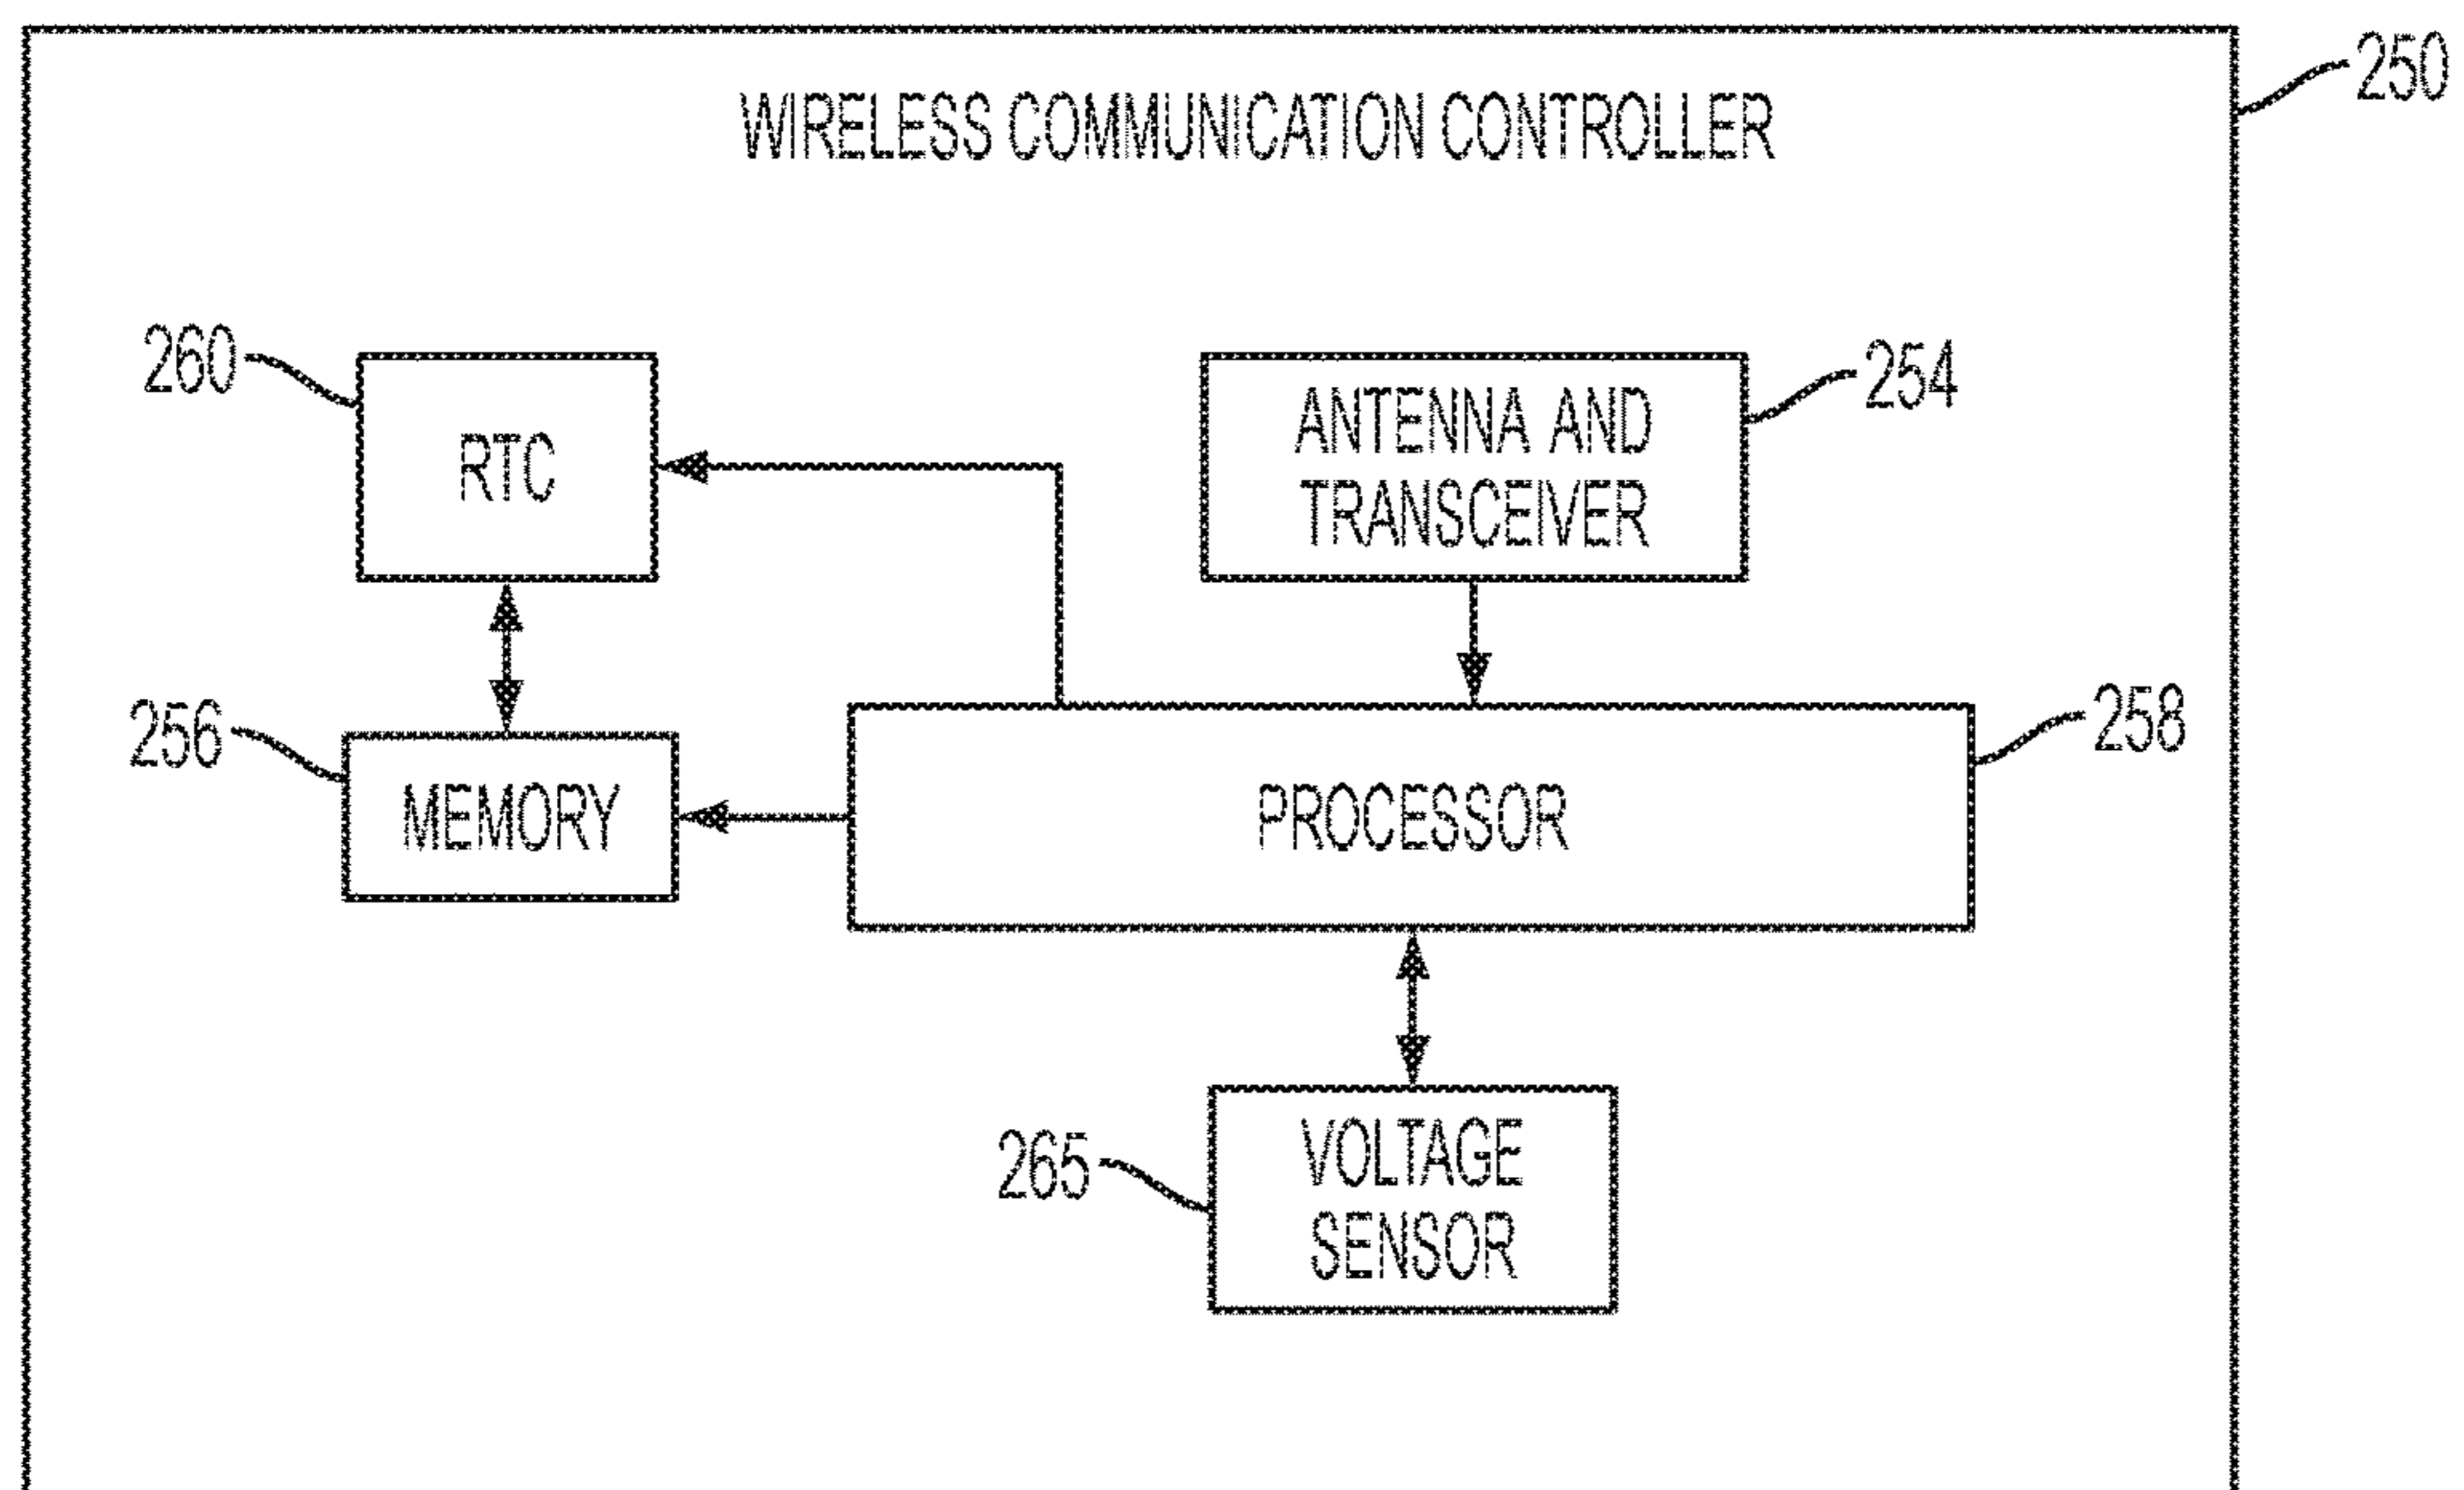 250
WIRELESS COMMUNICATION CONTROLLER
260
RTC
ANTENNA AND
TRANSCEIVER
254
256
MEMORY
PROCESSOR
258
265
VOLTAGE
SENSOR